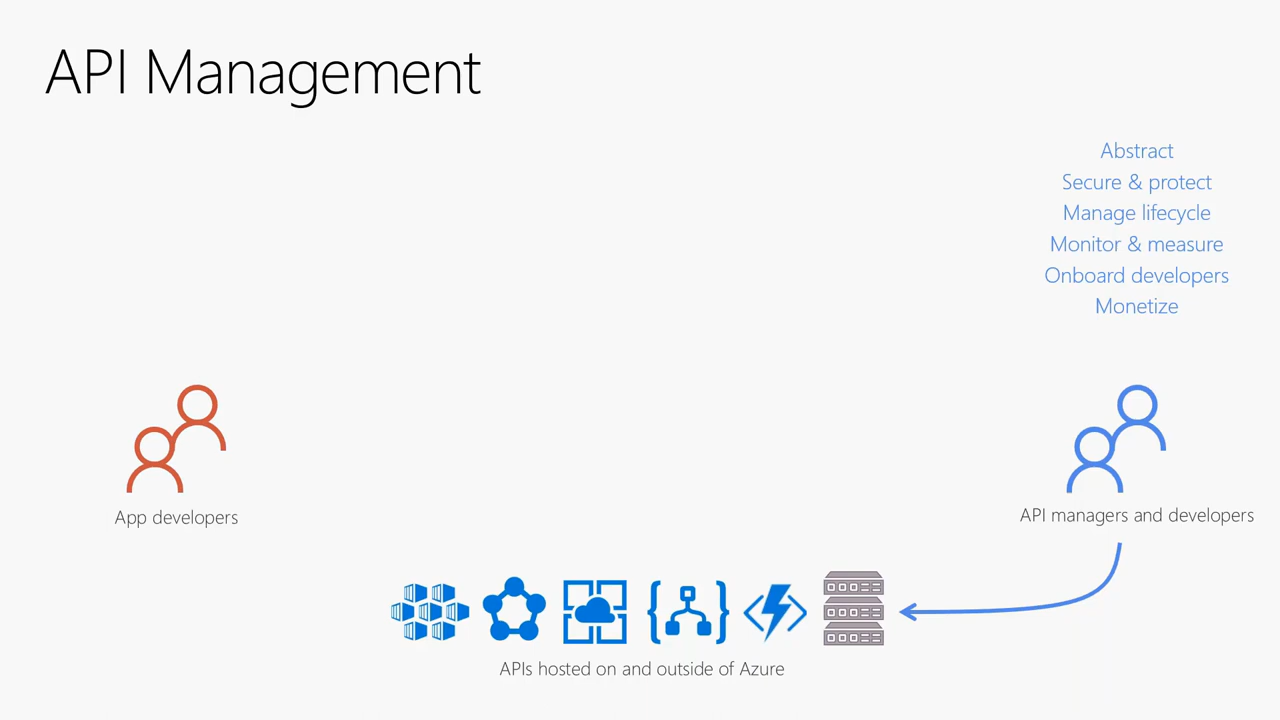 API Management
Abstract
Secure & protect
Manage lifecycle
Monitor & measure
Onboard developers
Monetize
App developers
API managers and developers
APIs hosted on and outside of Azure